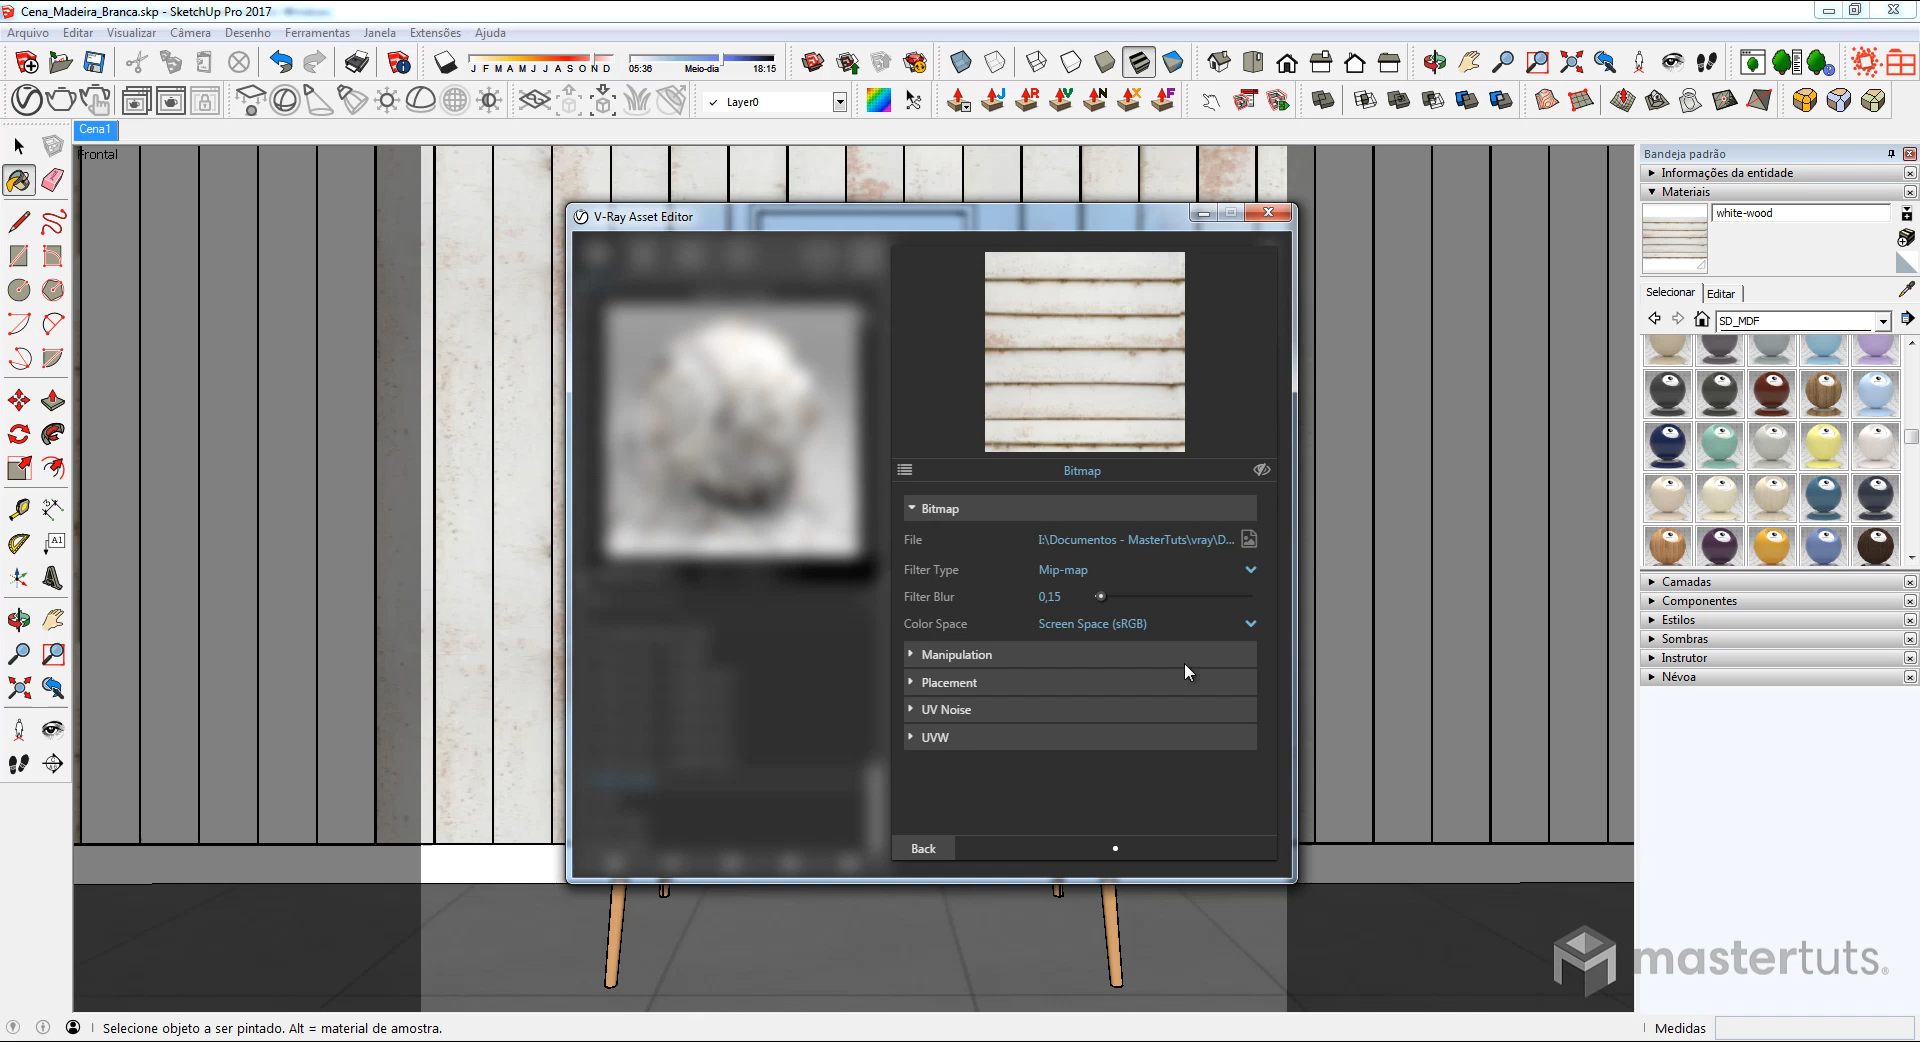 Cena_Madeira_Branca.skp - SketchUp Pro 2017
Arquivo Editar Visualizar Câmera Desenho Ferramentas Janela Extensões Ajuda
J F M A M J J A S O N D
05:36 Meio-dia 18:15
Layer0
J R V N X F
Cena1
Frontal
A1
V-Ray Asset Editor
Bitmap
Bitmap
File I:\Documentos - MasterTuts\vray\D...
Filter Type Mip-map
Filter Blur 0,15
Color Space Screen Space (sRGB)
Manipulation
Placement
UV Noise
UVW
Back
Bandeja padrão
Informações da entidade
Materiais
white-wood
Selecionar Editar
SD_MDF
Camadas
Componentes
Estilos
Sombras
Instrutor
Névoa
mastertuts.
Selecione objeto a ser pintado. Alt = material de amostra.
Medidas